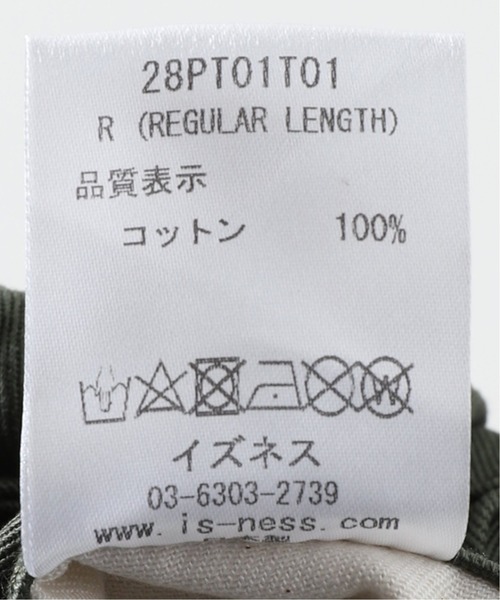 28PT01T01
R (REGULAR LENGTH)
品質表示
コットン 100%
W
イズネス
03-6303-2739
www.is-ness.com